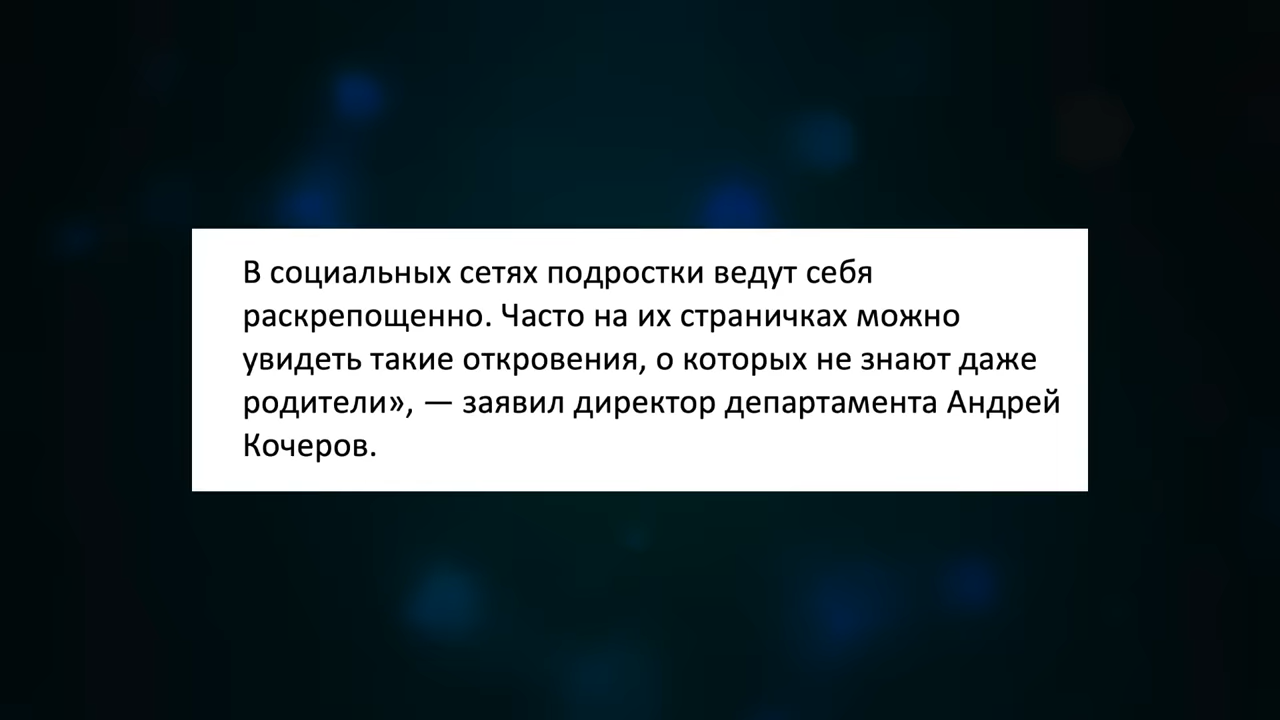 В социальных сетях подростки ведут себя
раскрепощенно. Часто на их страничках можно
увидеть такие откровения, о которых не знают даже
родители», — заявил директор департамента Андрей
Кочеров.